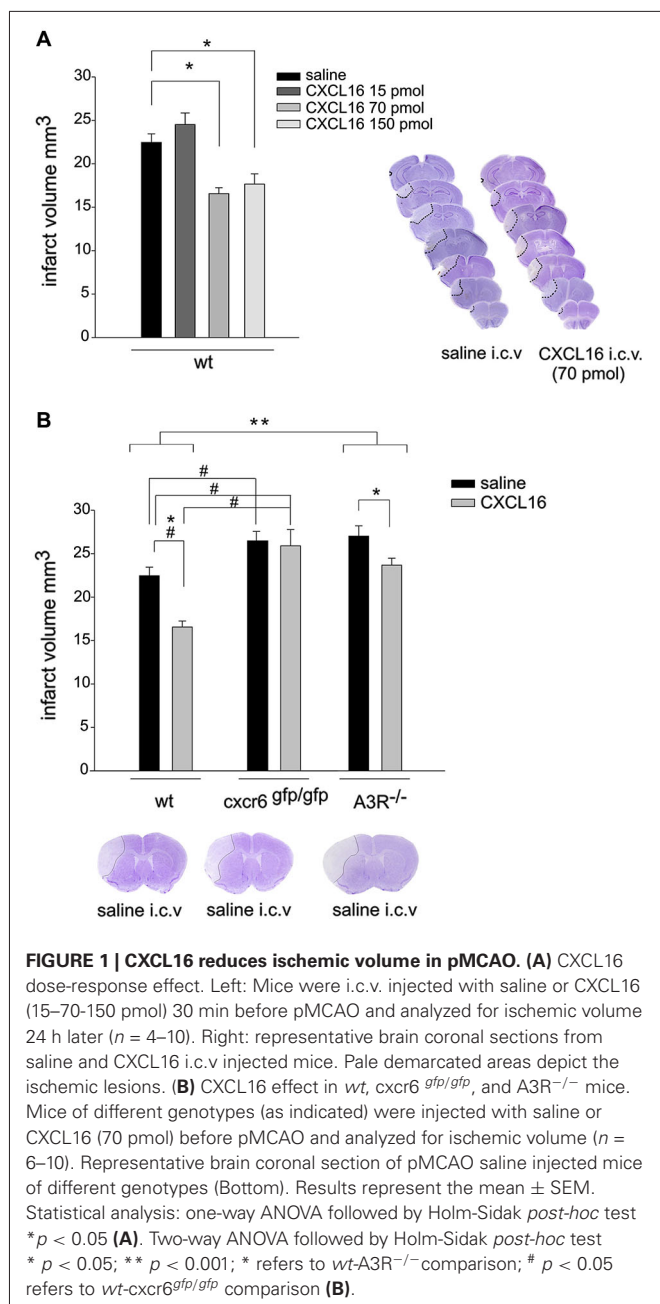 A
*
*
saline
CXCL16 15 pmol
CXCL16 70 pmol
CXCL16 150 pmol
infarct volume mm³
30
25
20
15
10
5
0
wt
saline i.c.v
CXCL16 i.c.v.
(70 pmol)
B
**
#
#
#
*
#
*
saline
CXCL16
infarct volume mm³
30
25
20
15
10
5
0
wt
cxcr6 gfp/gfp
A3R-/-
saline i.c.v
saline i.c.v
saline i.c.v
FIGURE 1 | CXCL16 reduces ischemic volume in pMCAO. (A) CXCL16
dose-response effect. Left: Mice were i.c.v. injected with saline or CXCL16
(15–70-150 pmol) 30 min before pMCAO and analyzed for ischemic volume
24 h later (n = 4–10). Right: representative brain coronal sections from
saline and CXCL16 i.c.v injected mice. Pale demarcated areas depict the
ischemic lesions. (B) CXCL16 effect in wt, cxcr6 gfp/gfp, and A3R−/− mice.
Mice of different genotypes (as indicated) were injected with saline or
CXCL16 (70 pmol) before pMCAO and analyzed for ischemic volume (n =
6–10). Representative brain coronal section of pMCAO saline injected mice
of different genotypes (Bottom). Results represent the mean ± SEM.
Statistical analysis: one-way ANOVA followed by Holm-Sidak post-hoc test
*p < 0.05 (A). Two-way ANOVA followed by Holm-Sidak post-hoc test
* p < 0.05; ** p < 0.001; * refers to wt-A3R−/−comparison; # p < 0.05
refers to wt-cxcr6gfp/gfp comparison (B).